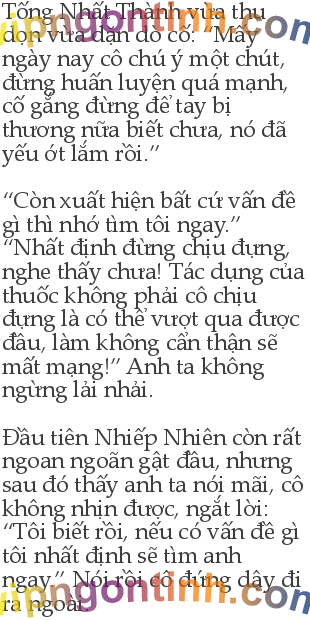 Tống Nhất Thành vừa thu
dọn vừa dặn dò cô: “Mấy
ngày nay cô chú ý một chút,
đừng huấn luyện quá mạnh,
cố gắng đừng để tay bị
thương nữa biết chưa, nó đã
yếu ớt lắm rồi.”
“Còn xuất hiện bất cứ vấn đề
gì thì nhớ tìm tôi ngay.”
“Nhất định đừng chịu đựng,
nghe thấy chưa! Tác dụng của
thuốc không phải cô chịu
đựng là có thể vượt qua được
đâu, làm không cẩn thận sẽ
mất mạng!” Anh ta không
ngừng lải nhải.
Đầu tiên Nhiếp Nhiên còn rất
ngoan ngoãn gật đầu, nhưng
sau đó thấy anh ta nói mãi, cô
không nhịn được, ngắt lời:
“Tôi biết rồi, nếu có vấn đề gì
tôi nhất định sẽ tìm anh
ngay.” Nói rồi cô đứng dậy đi
ra ngoài.
vipngontinh.com
vipngontinh.com